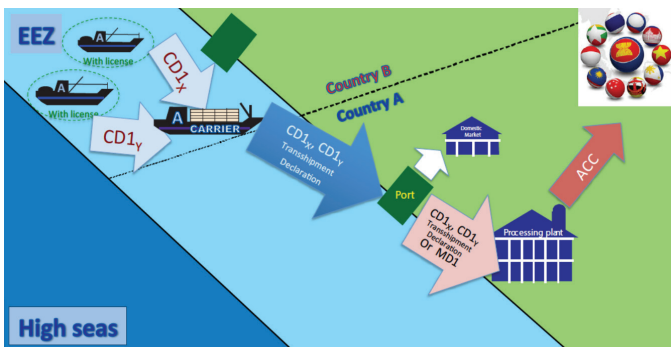 EEZ
A
With license
A
With license
CD1X
CD1Y
A
CARRIER
Country B
Country A
CD1X, CD1Y
Transshipment
Declaration
Port
Domedic
Market
CD1X, CD1Y
Transshipment
Declaration
Or MD1
Processing plant
ACC
High seas